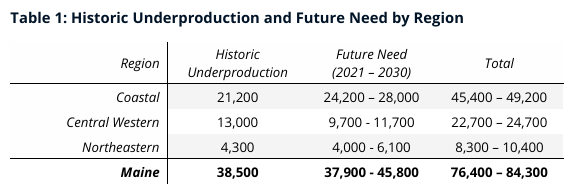 Table 1: Historic Underproduction and Future Need by Region
Region Historic Underproduction Future Need (2021 – 2030) Total
Coastal 21,200 24,200 – 28,000 45,400 – 49,200
Central Western 13,000 9,700 - 11,700 22,700 – 24,700
Northeastern 4,300 4,000 - 6,100 8,300 – 10,400
Maine 38,500 37,900 - 45,800 76,400 – 84,300